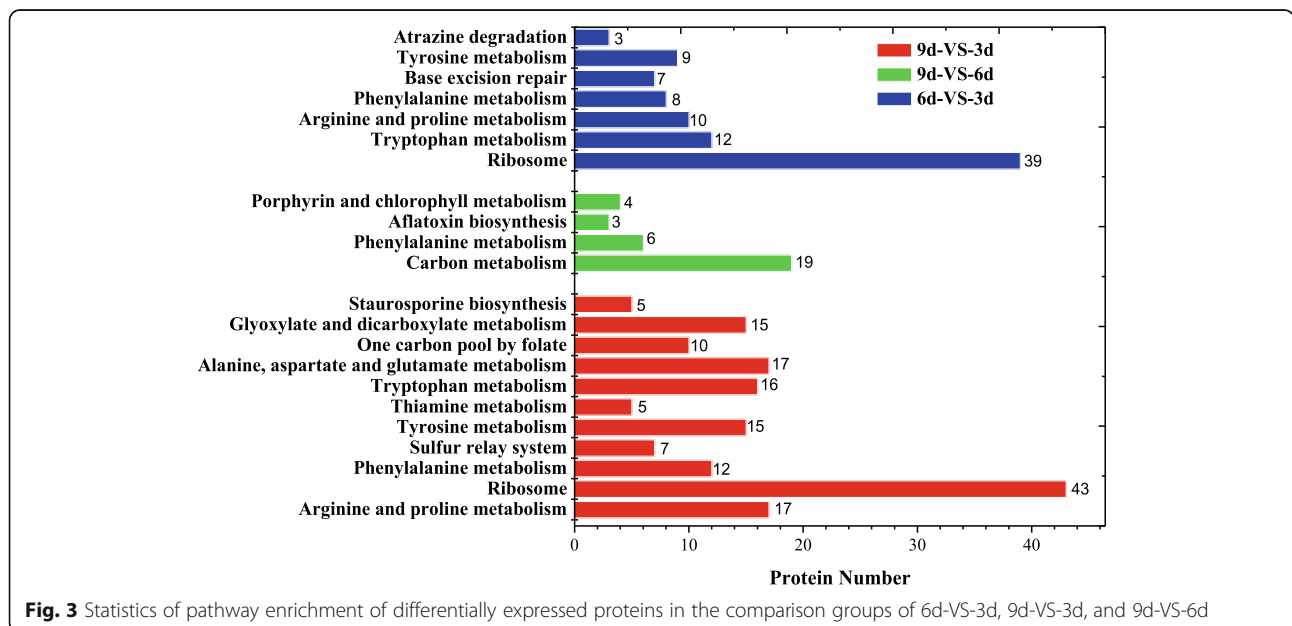 Atrazine degradation 3
Tyrosine metabolism 9
Base excision repair 7
Phenylalanine metabolism 8
Arginine and proline metabolism 10
Tryptophan metabolism 12
Ribosome 39
9d-VS-3d
9d-VS-6d
6d-VS-3d
Porphyrin and chlorophyll metabolism 4
Aflatoxin biosynthesis 3
Phenylalanine metabolism 6
Carbon metabolism 19
Staurosporine biosynthesis 5
Glyoxylate and dicarboxylate metabolism 15
One carbon pool by folate 10
Alanine, aspartate and glutamate metabolism 17
Tryptophan metabolism 16
Thiamine metabolism 5
Tyrosine metabolism 15
Sulfur relay system 7
Phenylalanine metabolism 12
Ribosome 43
Arginine and proline metabolism 17
0 10 20 30 40
Protein Number
Fig. 3 Statistics of pathway enrichment of differentially expressed proteins in the comparison groups of 6d-VS-3d, 9d-VS-3d, and 9d-VS-6d